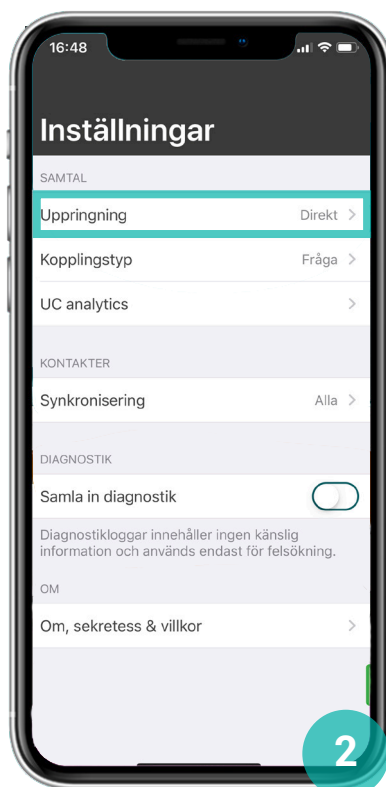 16:48
Inställningar
SAMTAL
Uppringning Direkt
Kopplingstyp Fråga
UC analytics
KONTAKTER
Synkronisering Alla
DIAGNOSTIK
Samla in diagnostik
Diagnostikloggar innehåller ingen känslig
information och används endast för felsökning.
OM
Om, sekretess & villkor
2